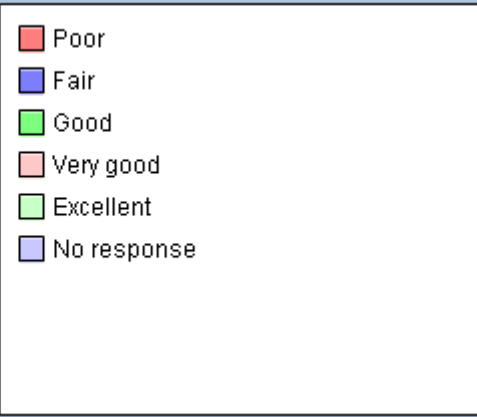 Poor
Fair
Good
Very good
Excellent
No response